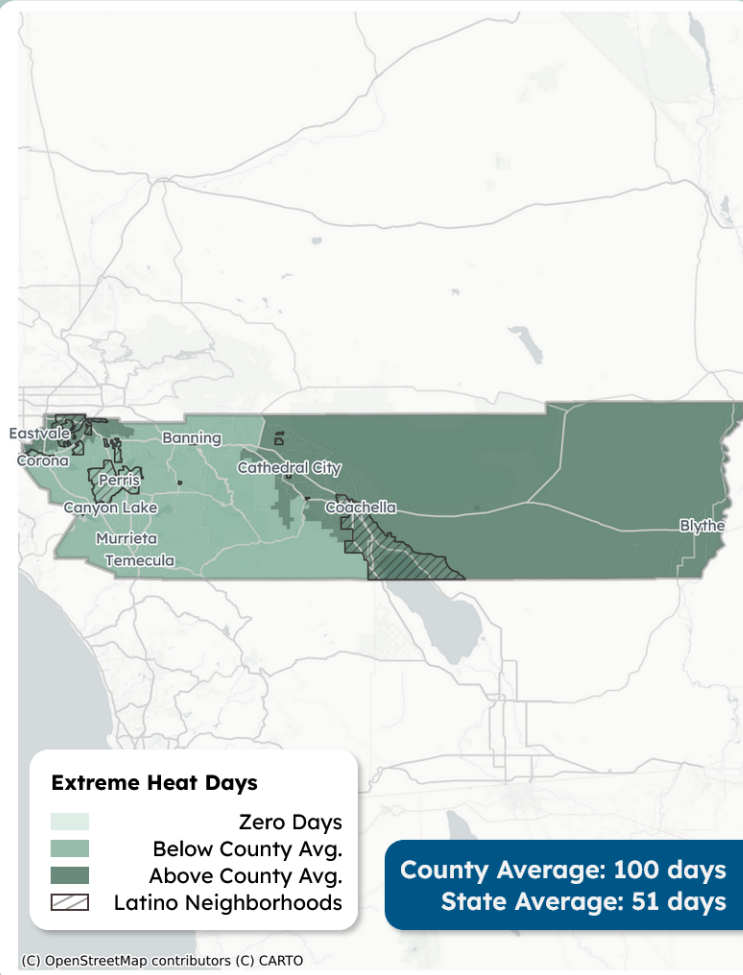 Eastvale
Banning
Corona
Cathedral City
Perris
Canyon Lake
Coachella
Blythe
Murrieta
Temecula
Extreme Heat Days
Zero Days
Below County Avg.
Above County Avg.
Latino Neighborhoods
County Average: 100 days
State Average: 51 days
(C) OpenStreetMap contributors (C) CARTO